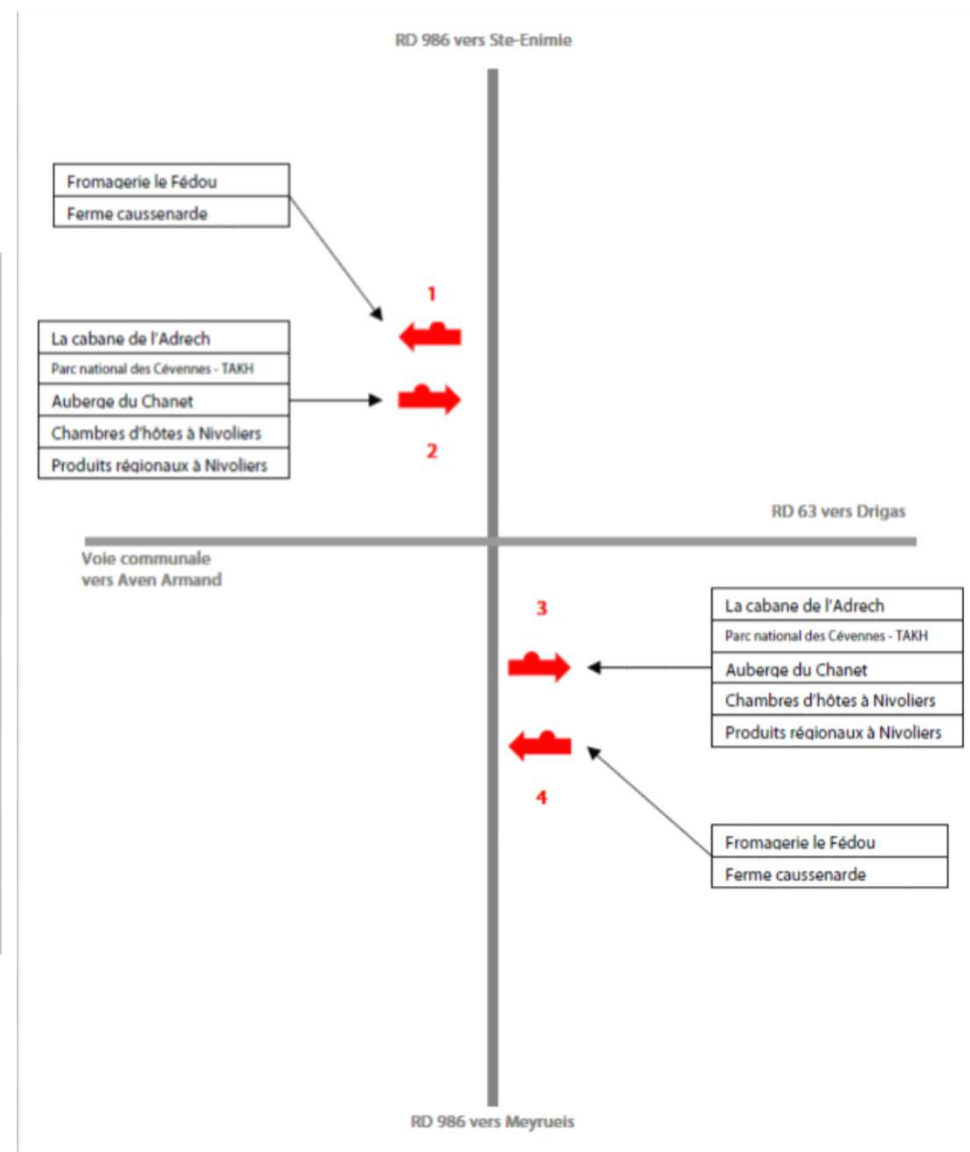 RD 986 vers Ste-Enimie
Fromagerie le Fédou
Ferme caussenarde
1
La cabane de l'Adrech
Parc national des Cévennes - TAKH
Auberge du Chanet
Chambres d'hôtes à Nivoliers
Produits régionaux à Nivoliers
2
RD 63 vers Drigas
Voie communale
vers Aven Armand
3
La cabane de l'Adrech
Parc national des Cévennes - TAKH
Auberge du Chanet
Chambres d'hôtes à Nivoliers
Produits régionaux à Nivoliers
4
Fromagerie le Fédou
Ferme caussenarde
RD 986 vers Meyrueis